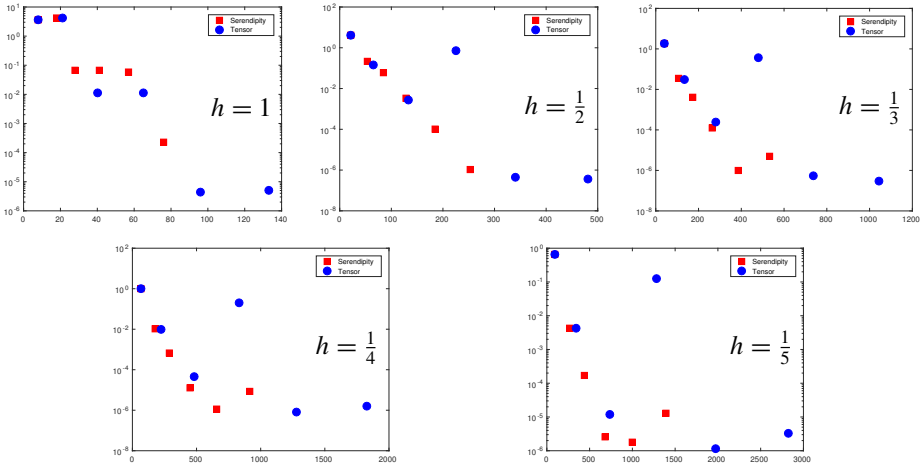 10^1
10^0
10^-1
10^-2
10^-3
10^-4
10^-5
10^-6
0 20 40 60 80 100 120 140
Serendipity
Tensor
h = 1
10^2
10^0
10^-2
10^-4
10^-6
10^-8
0 100 200 300 400 500
Serendipity
Tensor
h = 1/2
10^2
10^0
10^-2
10^-4
10^-6
10^-8
0 200 400 600 800 1000 1200
Serendipity
Tensor
h = 1/3
10^2
10^0
10^-2
10^-4
10^-6
10^-8
0 500 1000 1500 2000
Serendipity
Tensor
h = 1/4
10^0
10^-1
10^-2
10^-3
10^-4
10^-5
10^-6
0 500 1000 1500 2000 2500 3000
Serendipity
Tensor
h = 1/5